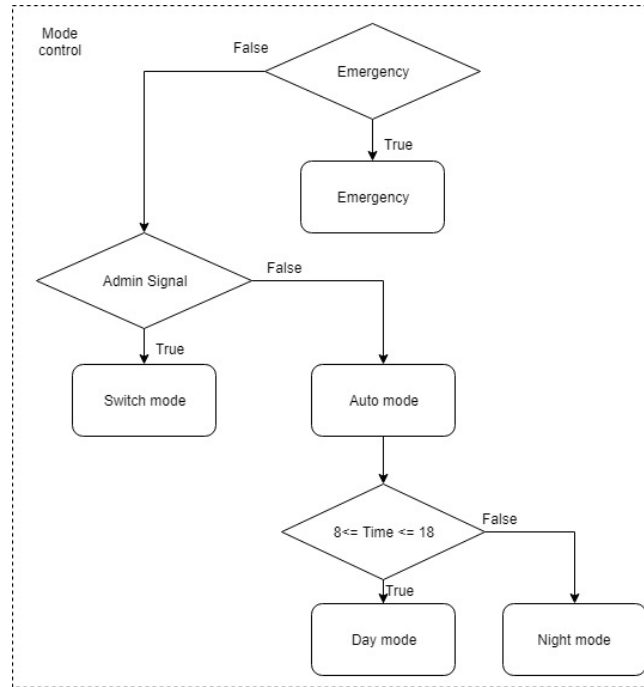 Mode
control
False
Emergency
True
Emergency
Admin Signal
False
True
Switch mode
Auto mode
8<= Time <= 18
False
True
Day mode
Night mode